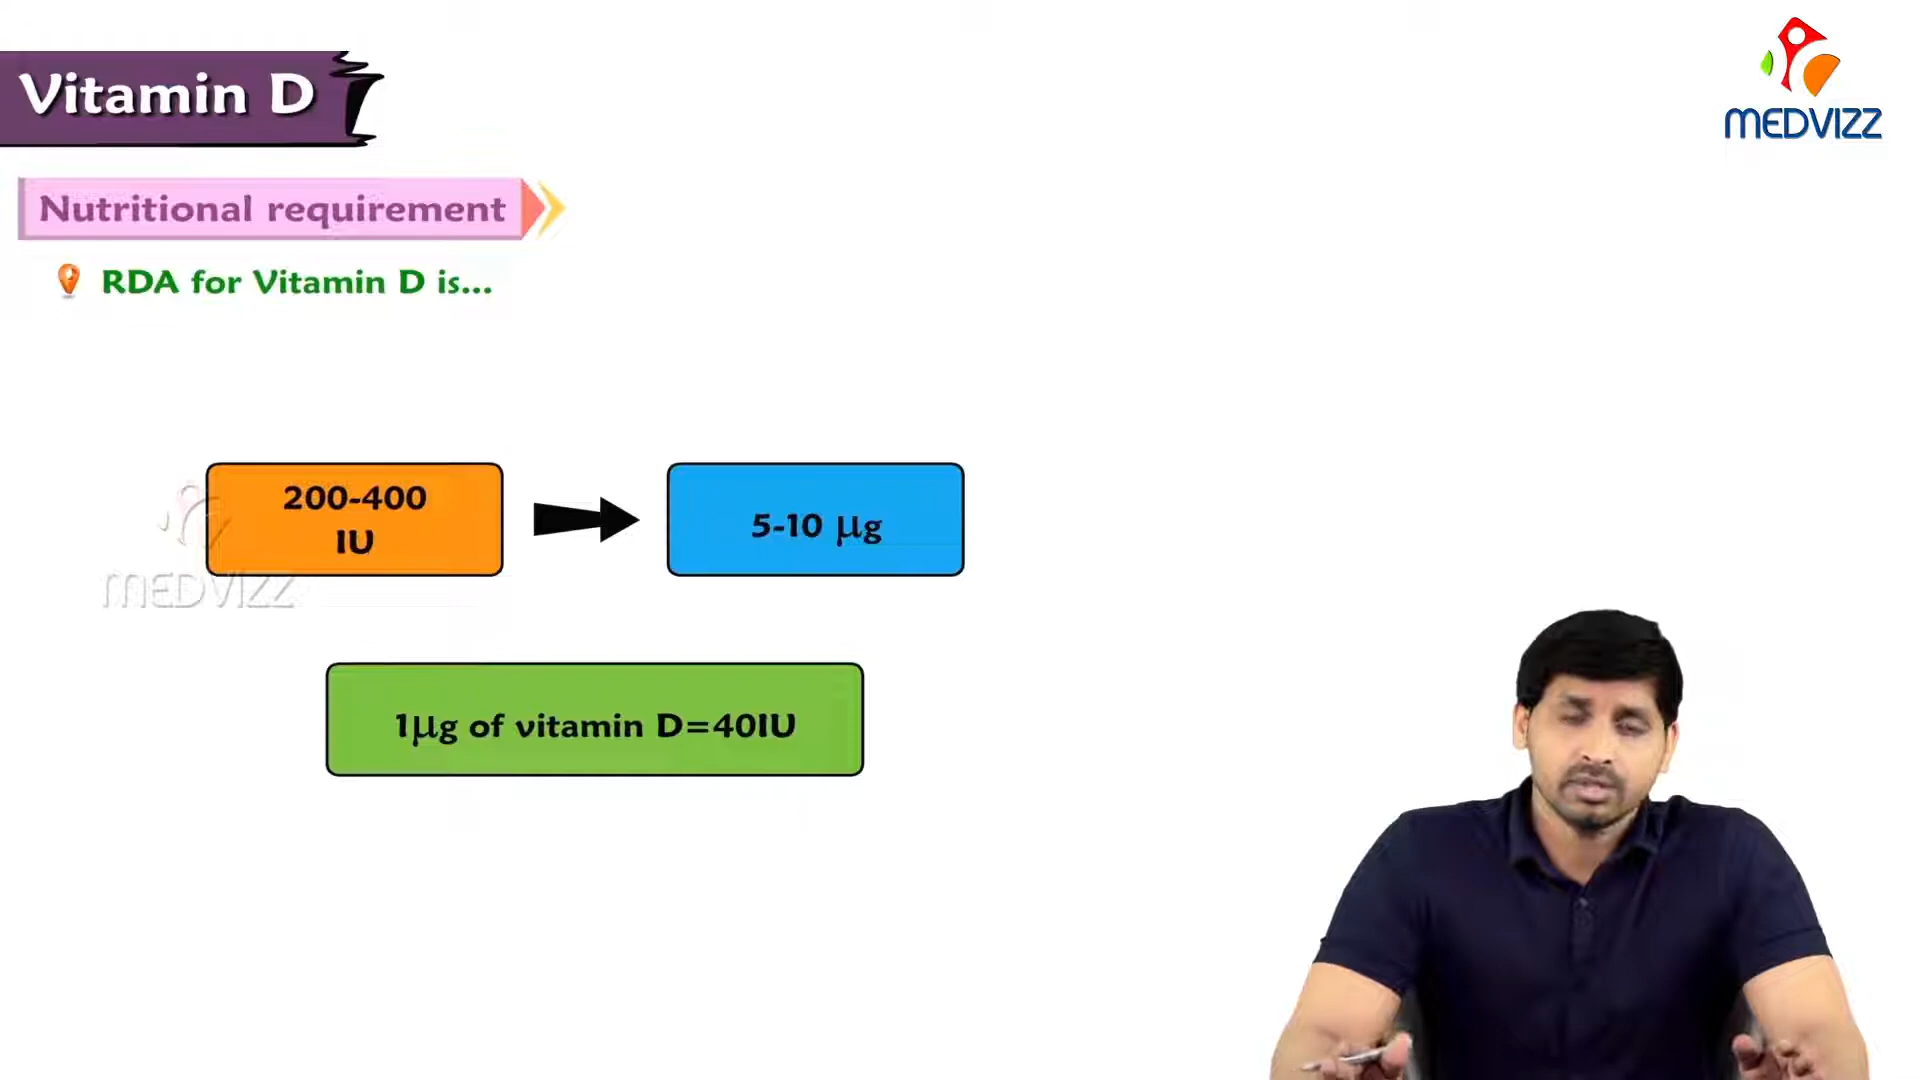 Vitamin D
MEDVIZZ
Nutritional requirement
RDA for Vitamin D is...
200-400
IU
5-10 μg
MEDVIZZ
1μg of vitamin D=40IU